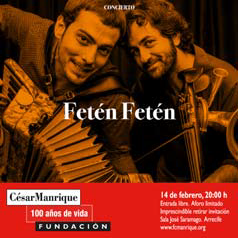 CONCIERTO
Fetén Fetén
CésarManrique
100 años de vida
FUNDACIÓN
14 de febrero, 20:00 h
Entrada libre. Aforo limitado
Imprescindible retirar invitación
Sala José Saramago. Arrecife
www.fcmanrique.org